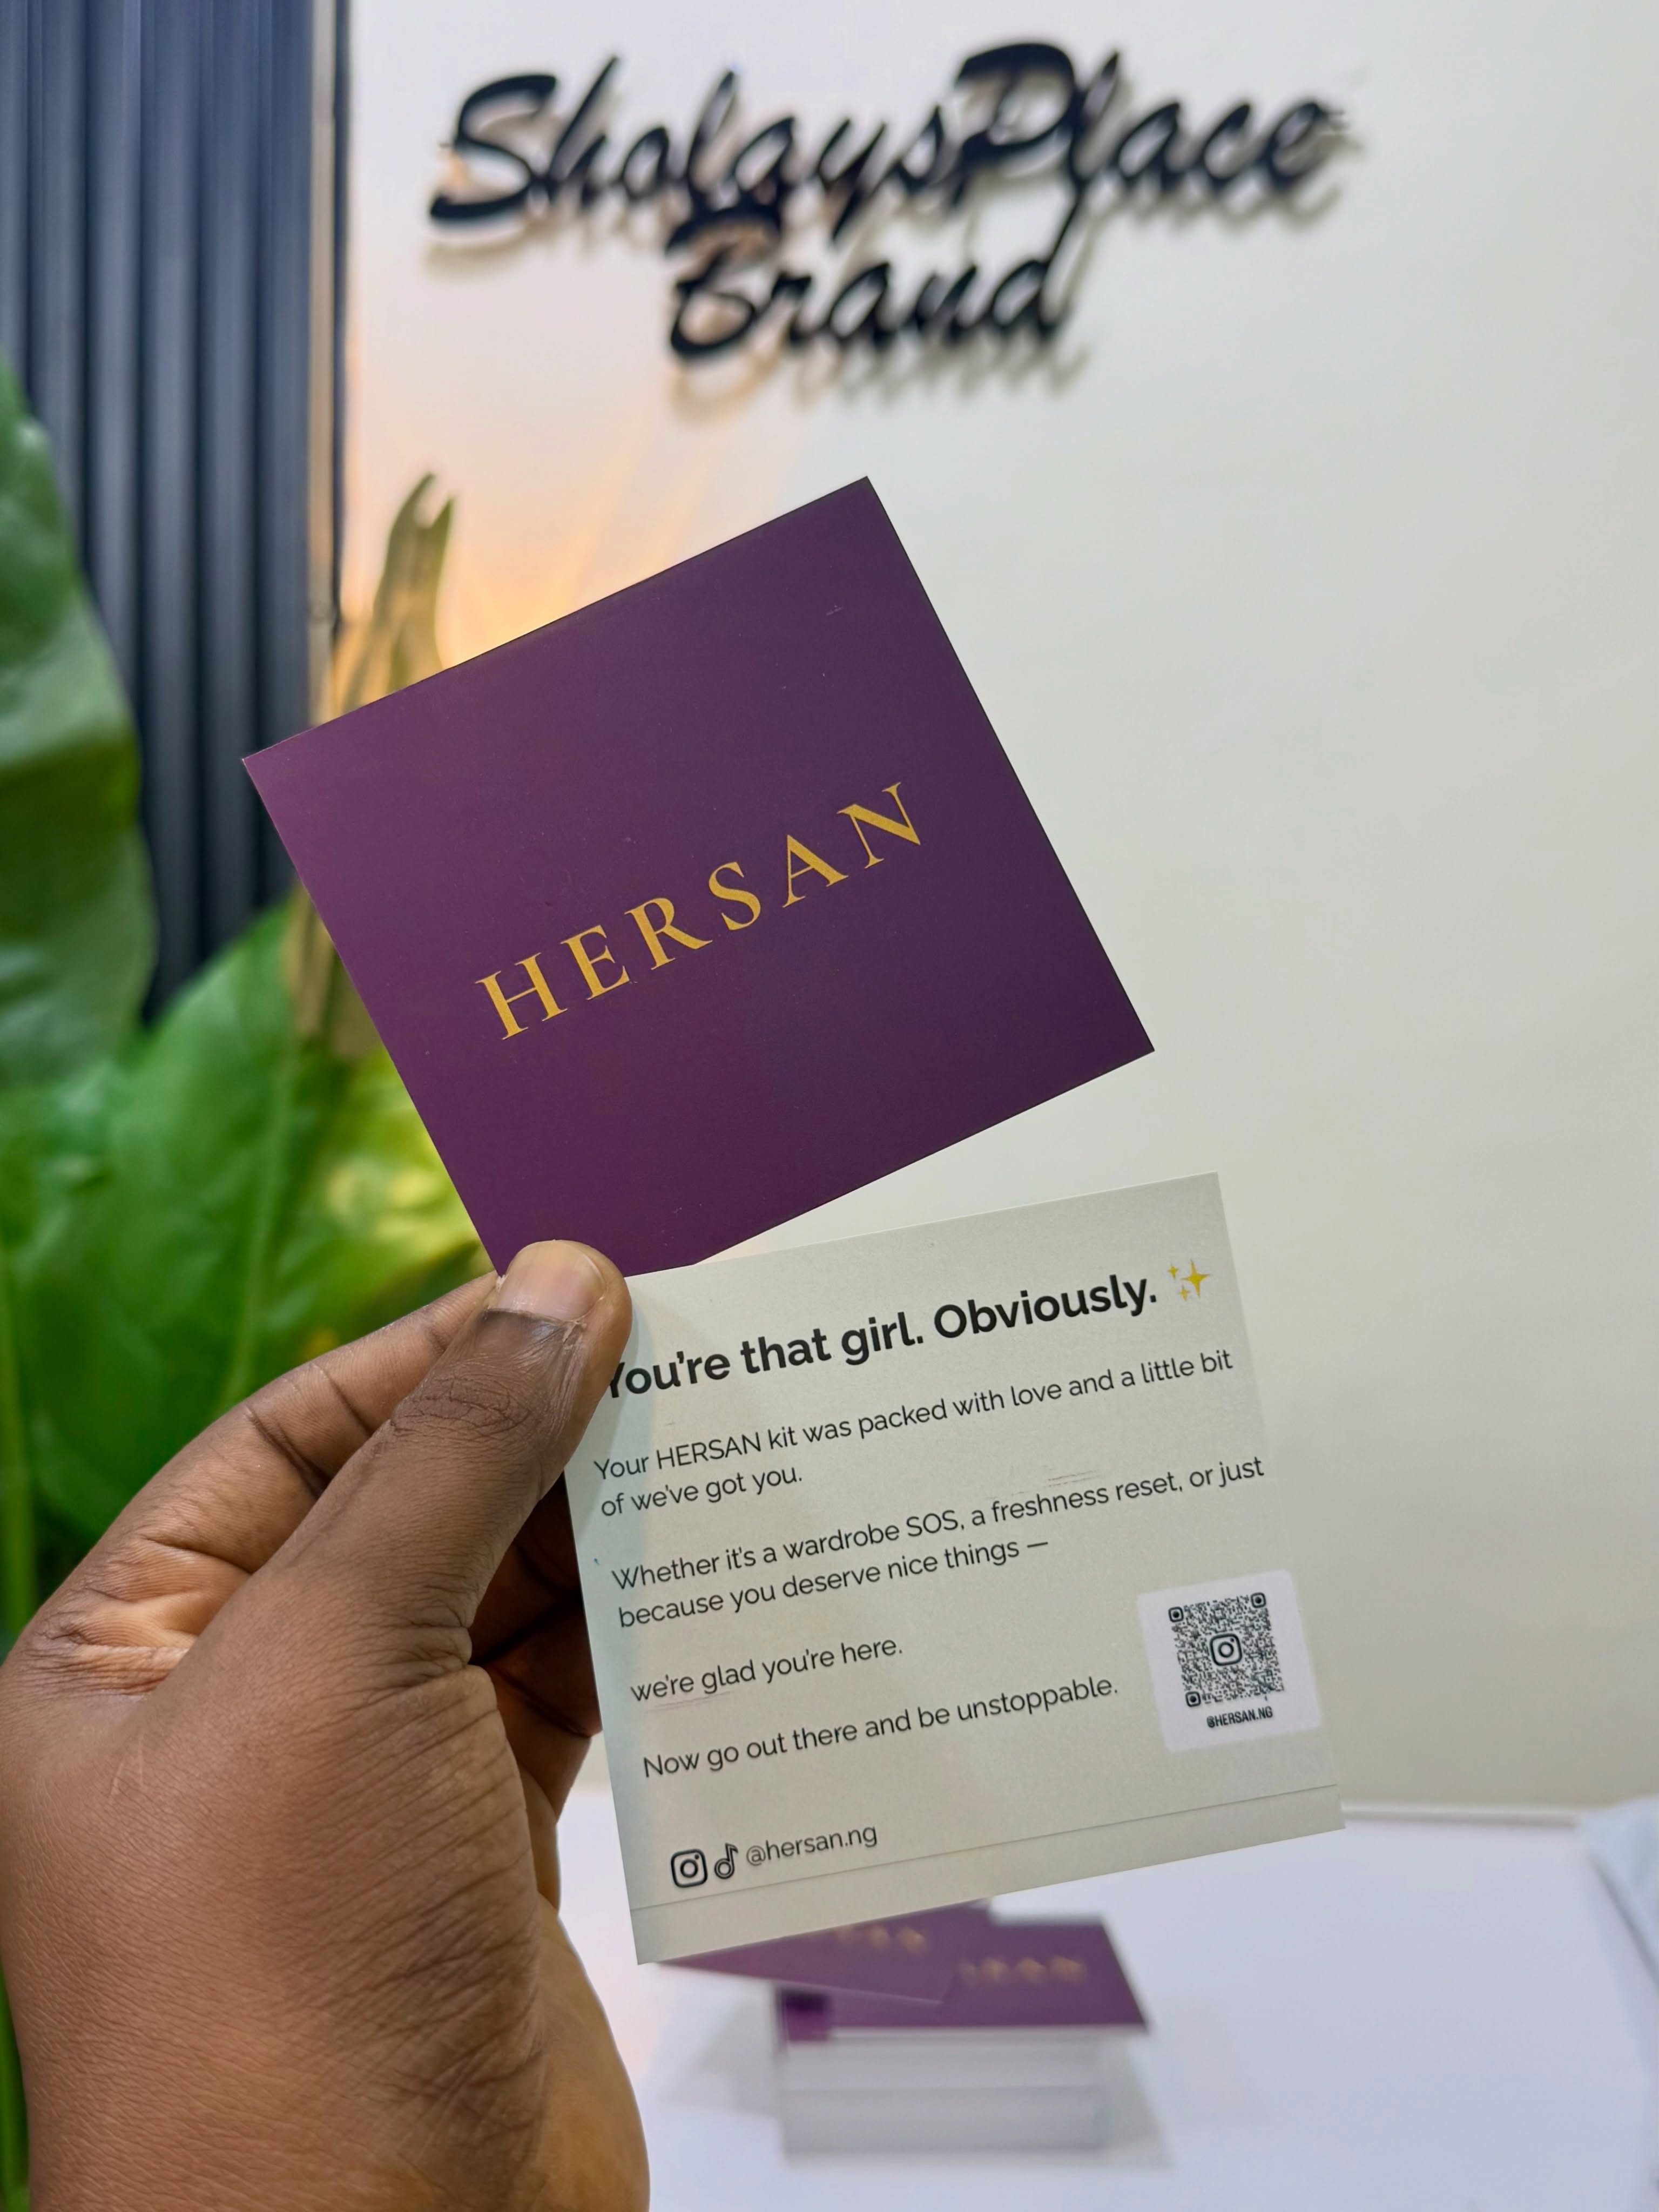 SholaysPlace
Brand
HERSAN
You're that girl. Obviously. ✨
Your HERSAN kit was packed with love and a little bit
of we've got you.
Whether it's a wardrobe SOS, a freshness reset, or just
because you deserve nice things —
we're glad you're here.
Now go out there and be unstoppable.
@HERSAN.NG
@hersan.ng